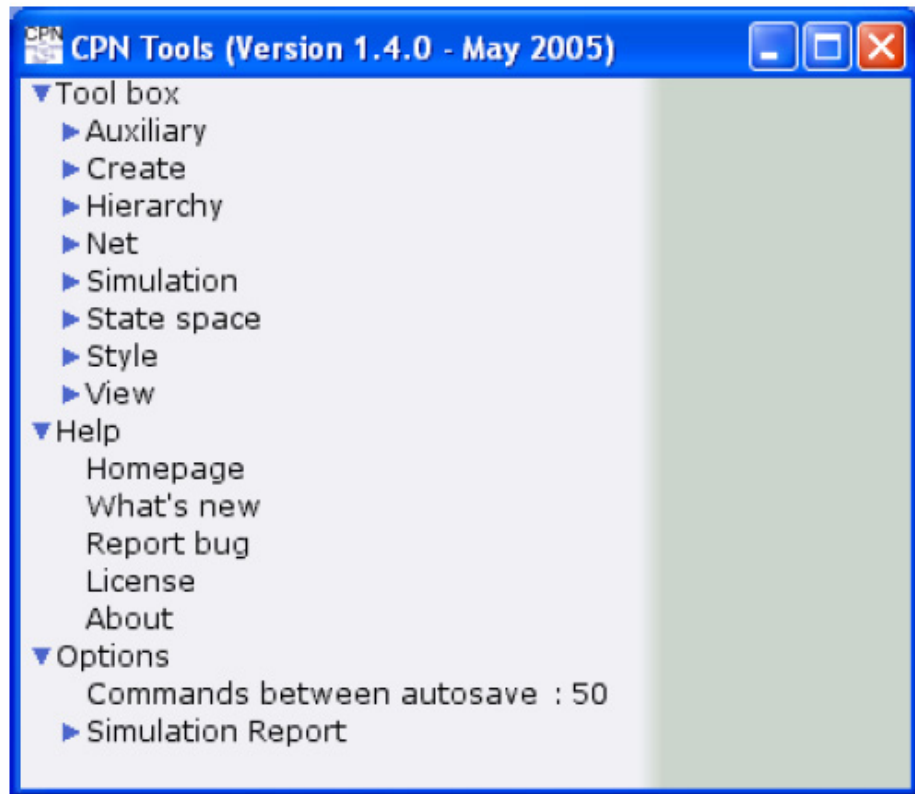 CPN
CPN Tools (Version 1.4.0 - May 2005)
Tool box
Auxiliary
Create
Hierarchy
Net
Simulation
State space
Style
View
Help
Homepage
What's new
Report bug
License
About
Options
Commands between autosave : 50
Simulation Report